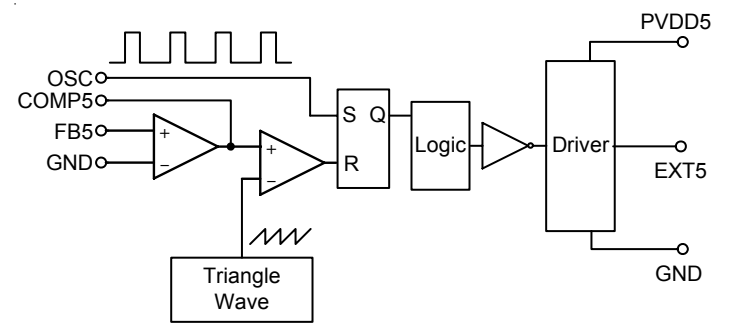 PVDD5
OSC
COMP5
FB5
+
GND
−
+
−
S Q
R
Logic
Driver
EXT5
GND
Triangle
Wave